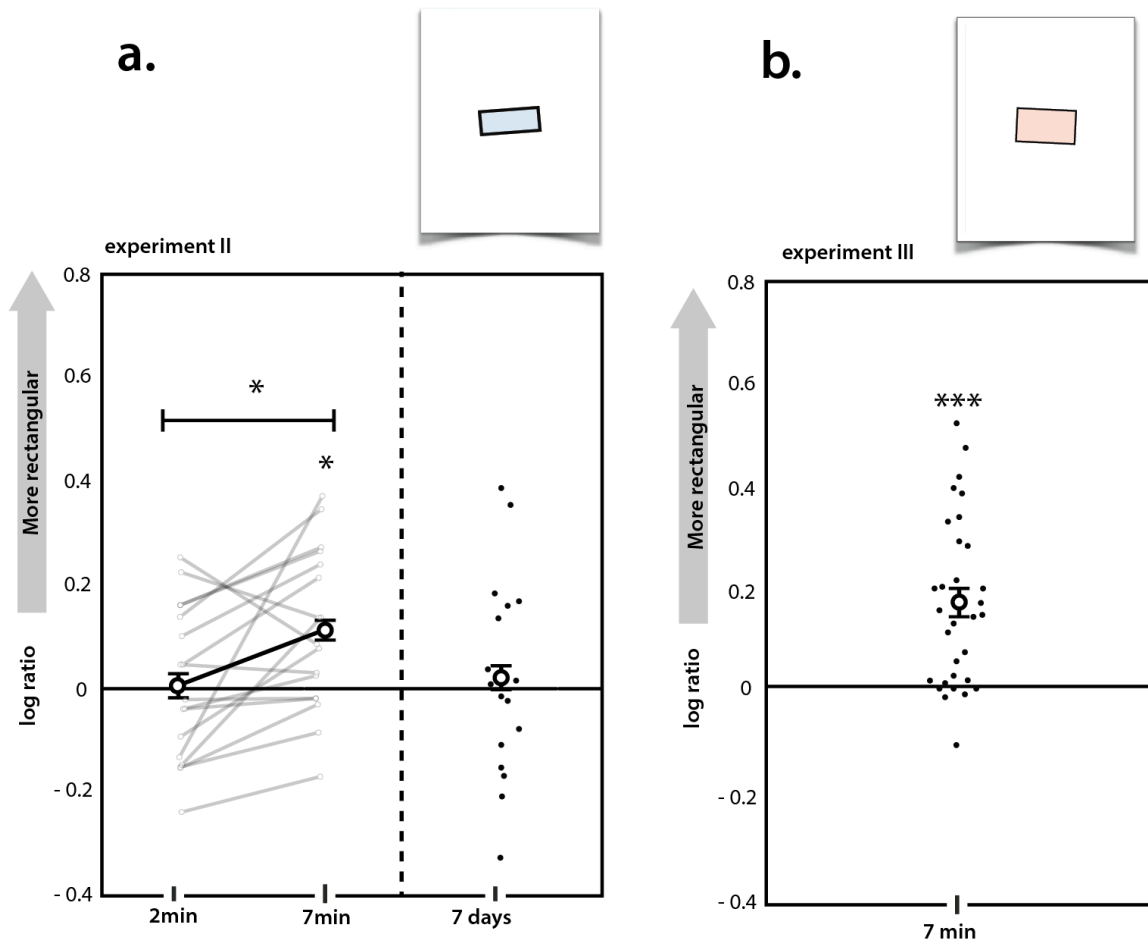 a.
experiment II
More rectangular
log ratio
0.8
0.6
0.4
0.2
0
- 0.2
- 0.4
*
*
2min
7min
7 days
b.
experiment III
More rectangular
log ratio
0.8
0.6
0.4
0.2
0
- 0.2
- 0.4
***
7 min